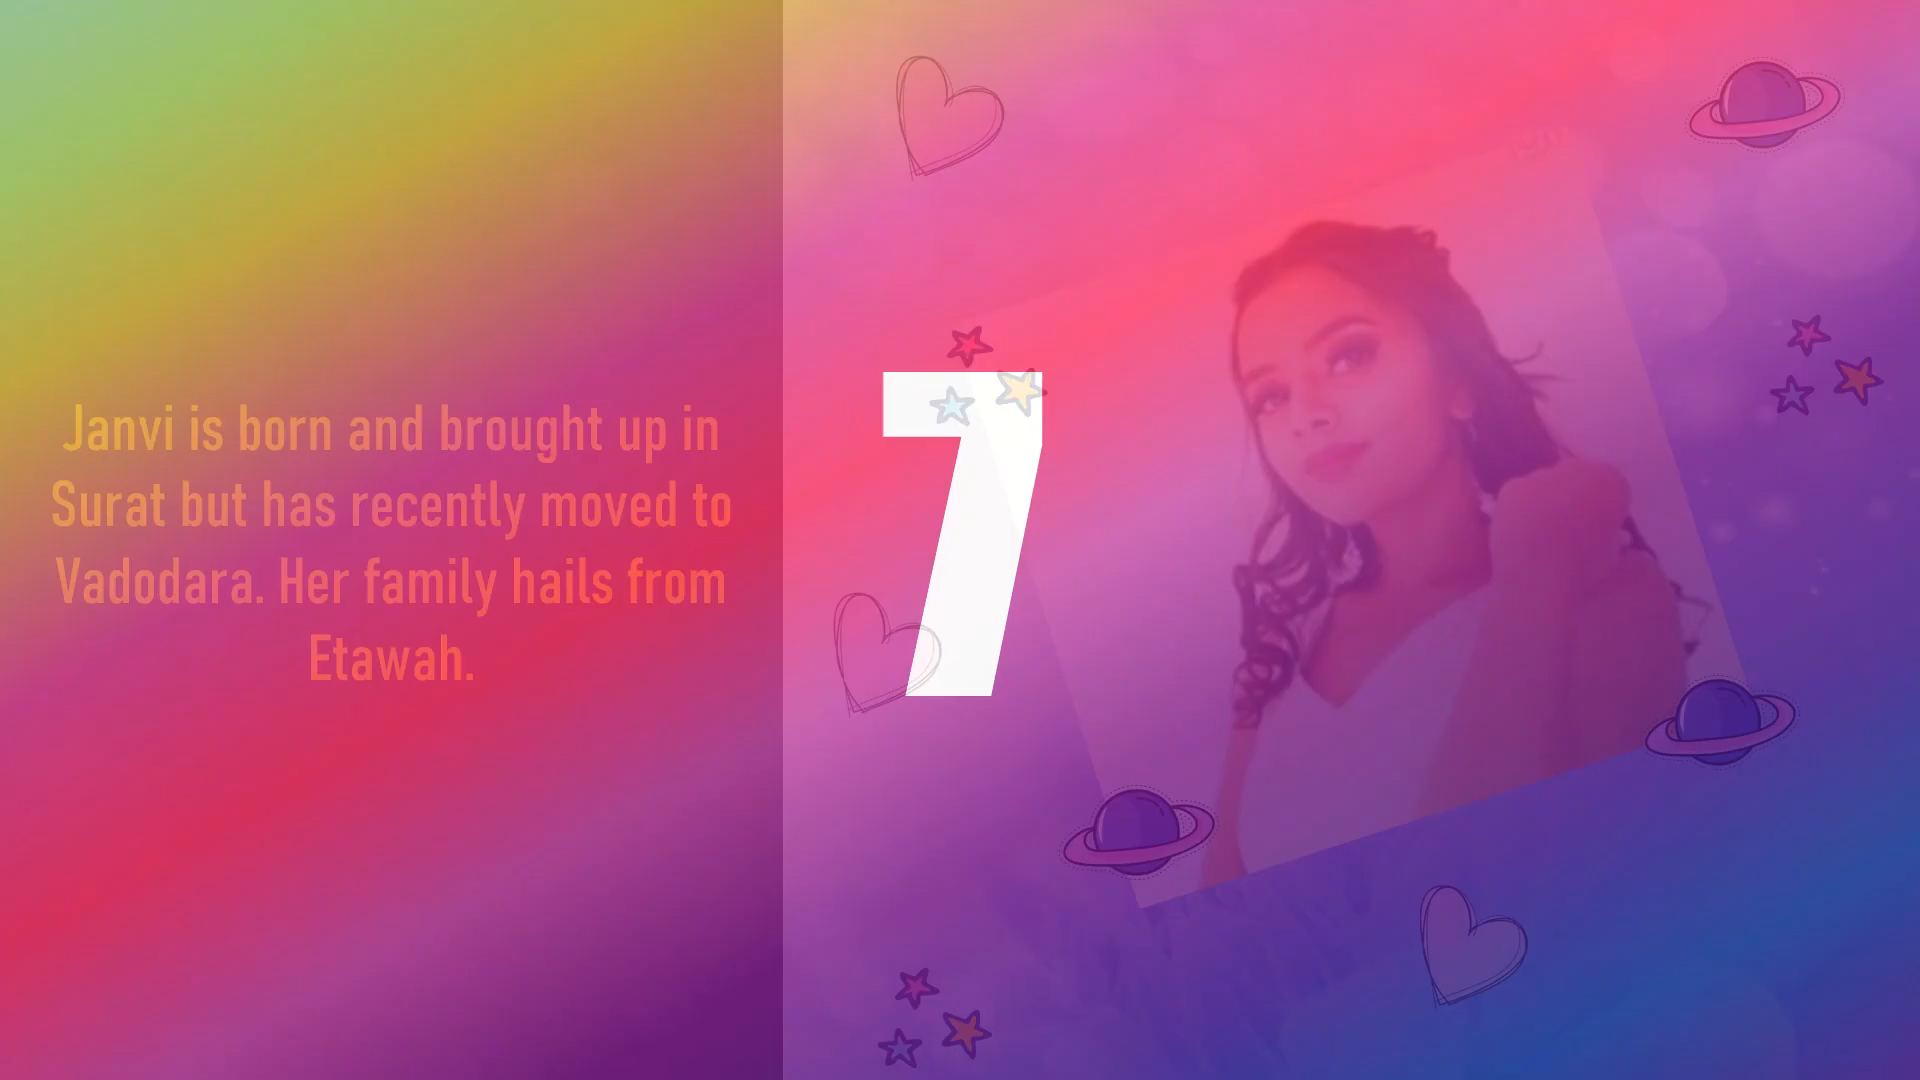 Janvi is born and brought up in
Surat but has recently moved to
Vadodara. Her family hails from
Etawah.
7